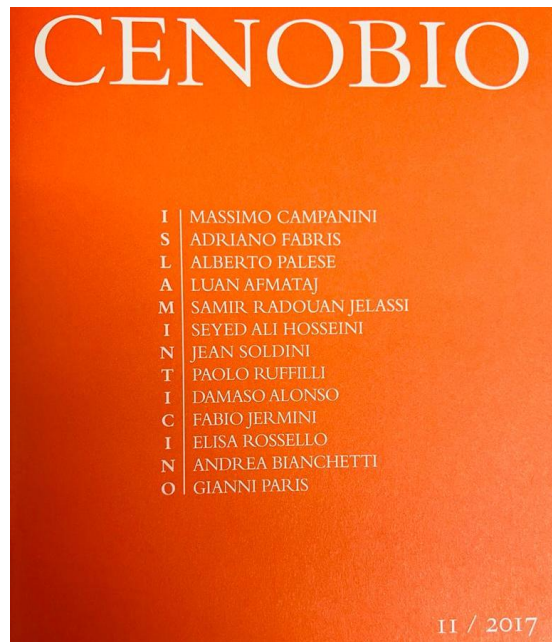 CENOBIO
I MASSIMO CAMPANINI
S ADRIANO FABRIS
L ALBERTO PALESE
A LUAN AFMATAJ
M SAMIR RADOUAN JELASSI
I SEYED ALI HOSSEINI
N JEAN SOLDINI
T PAOLO RUFFILLI
I DAMASO ALONSO
C FABIO JERMINI
I ELISA ROSSELLO
N ANDREA BIANCHETTI
O GIANNI PARIS
II / 2017